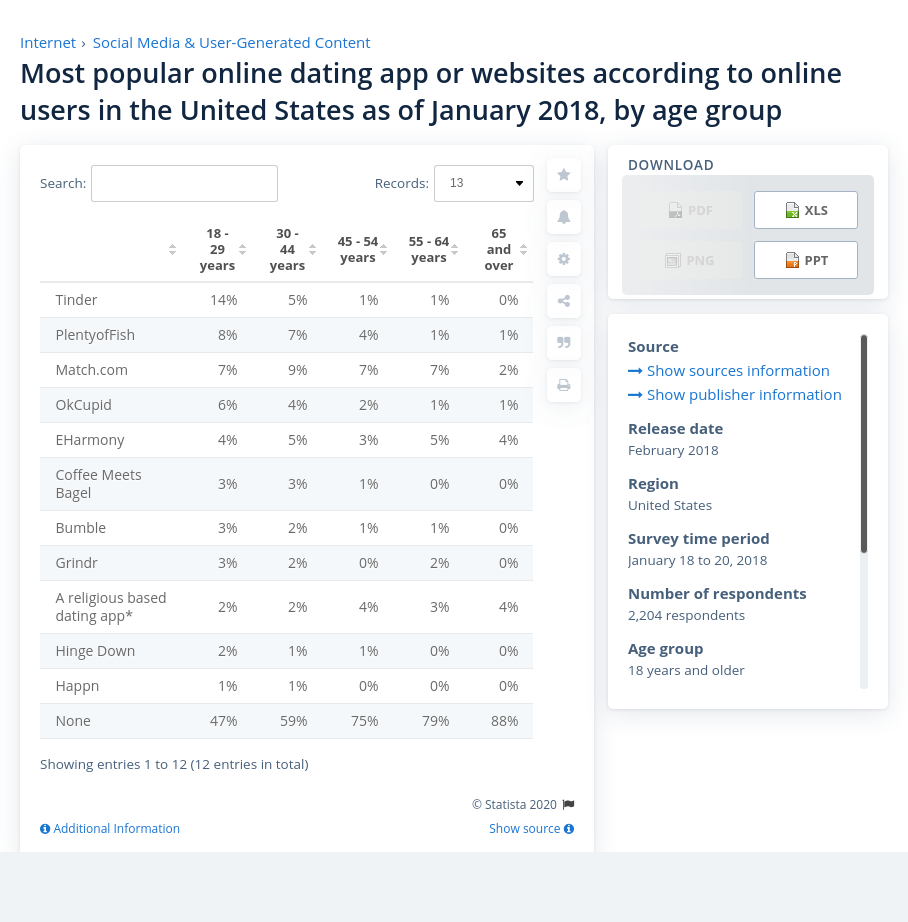 Internet › Social Media & User-Generated Content
Most popular online dating app or websites according to online
users in the United States as of January 2018, by age group
Search:
Records: 13
18 - 29 years 30 - 44 years 45 - 54 years 55 - 64 years 65 and over
Tinder 14% 5% 1% 1% 0%
PlentyofFish 8% 7% 4% 1% 1%
Match.com 7% 9% 7% 7% 2%
OkCupid 6% 4% 2% 1% 1%
EHarmony 4% 5% 3% 5% 4%
Coffee Meets Bagel 3% 3% 1% 0% 0%
Bumble 3% 2% 1% 1% 0%
Grindr 3% 2% 0% 2% 0%
A religious based dating app* 2% 2% 4% 3% 4%
Hinge Down 2% 1% 1% 0% 0%
Happn 1% 1% 0% 0% 0%
None 47% 59% 75% 79% 88%
Showing entries 1 to 12 (12 entries in total)
© Statista 2020
Additional Information
Show source
DOWNLOAD
PDF XLS
PNG PPT
Source
Show sources information
Show publisher information
Release date
February 2018
Region
United States
Survey time period
January 18 to 20, 2018
Number of respondents
2,204 respondents
Age group
18 years and older